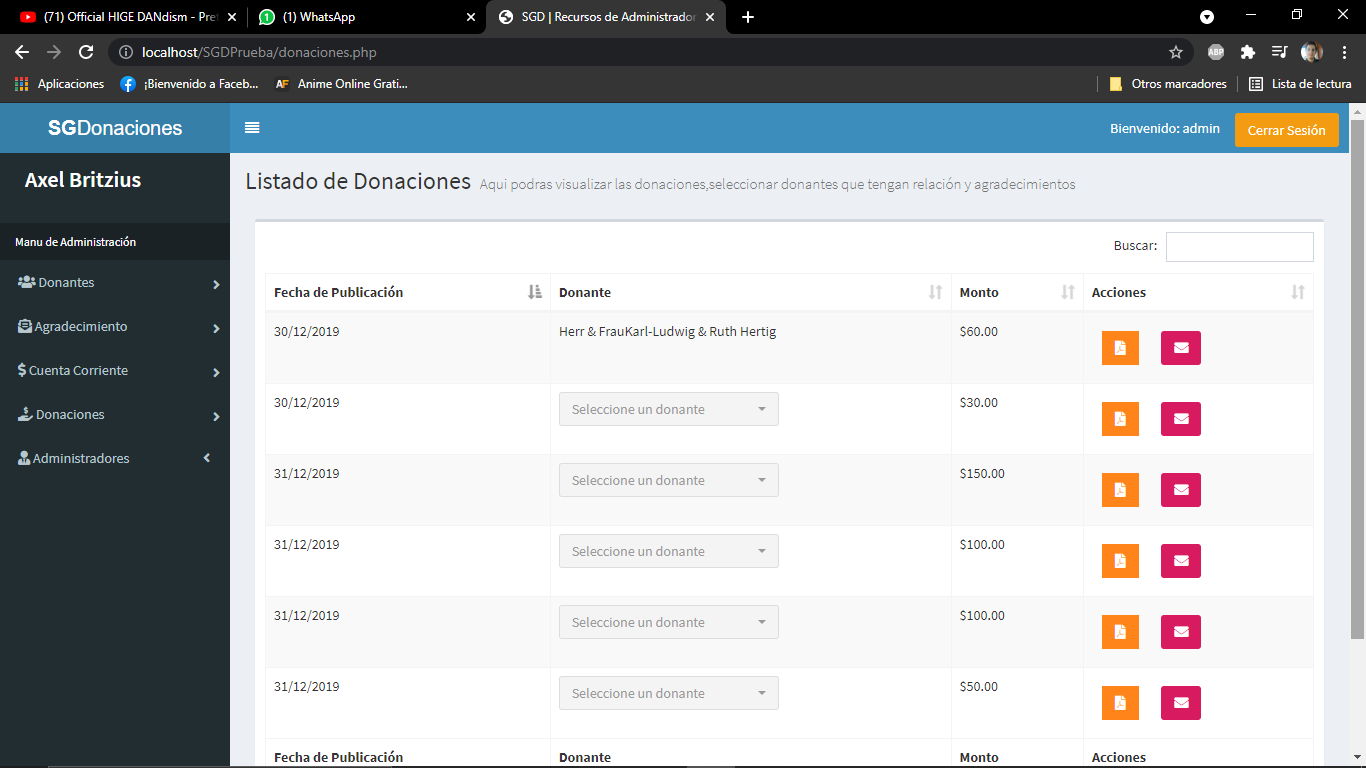 (71) Official HIGE DANdism - Pret
(1) WhatsApp
SGD | Recursos de Administrador
localhost/SGDPrueba/donaciones.php
ABP
Aplicaciones
¡Bienvenido a Faceb...
AF Anime Online Grati...
Otros marcadores
Lista de lectura
SGDonaciones
Bienvenido: admin
Cerrar Sesión
Axel Britzius
Manu de Administración
Donantes
Agradecimiento
Cuenta Corriente
Donaciones
Administradores
Listado de Donaciones Aqui podras visualizar las donaciones,seleccionar donantes que tengan relación y agradecimientos
Buscar:
Fecha de Publicación Donante Monto Acciones
30/12/2019 Herr & FrauKarl-Ludwig & Ruth Hertig $60.00
30/12/2019 Seleccione un donante $30.00
31/12/2019 Seleccione un donante $150.00
31/12/2019 Seleccione un donante $100.00
31/12/2019 Seleccione un donante $100.00
31/12/2019 Seleccione un donante $50.00
Fecha de Publicación Donante Monto Acciones